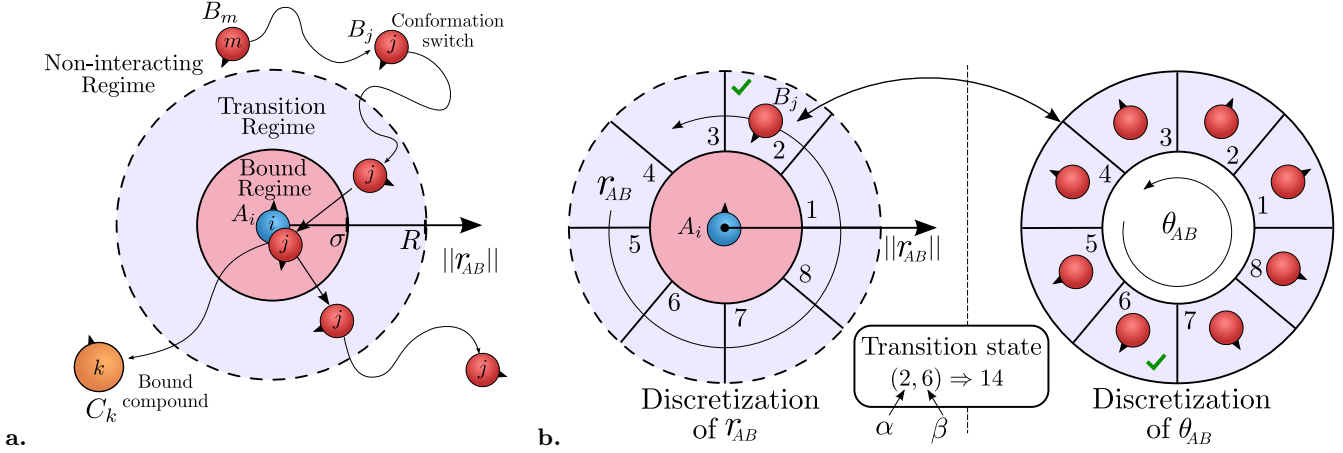 B_m
m
B_j
j
Conformation
switch
Non-interacting
Regime
Transition
Regime
Bound
Regime
j
A_i
i
j
σ
R
||r_AB||
j
k
C_k
Bound
compound
j
a.
B_j
3
2
4
r_AB
1
A_i
5
||r_AB||
8
6
7
Discretization
of r_AB
Transition state
(2, 6) ⇒ 14
α
β
3
2
4
1
θ_AB
5
8
6
7
Discretization
of θ_AB
b.